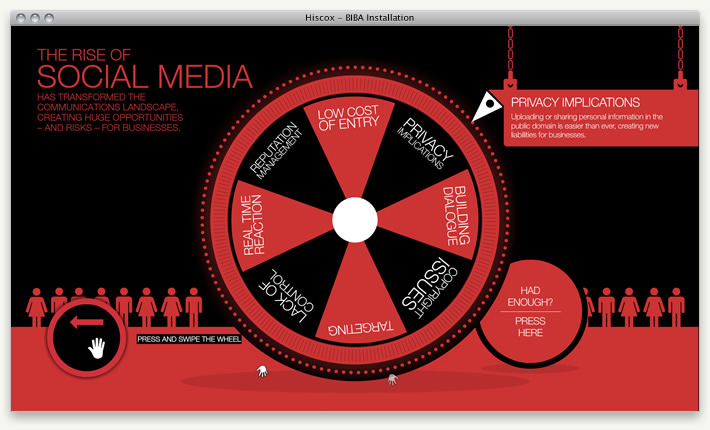 Hiscox – BIBA Installation
THE RISE OF
SOCIAL MEDIA
HAS TRANSFORMED THE
COMMUNICATIONS LANDSCAPE,
CREATING HUGE OPPORTUNITIES
– AND RISKS – FOR BUSINESSES.
PRIVACY IMPLICATIONS
Uploading or sharing personal information in the
public domain is easier than ever, creating new
liabilities for businesses.
LOW COST
OF ENTRY
PRIVACY
IMPLICATIONS
BUILDING
DIALOGUE
COPYRIGHT
ISSUES
TARGETING
LACK OF
CONTROL
REAL TIME
REACTION
REPUTATION
MANAGEMENT
HAD
ENOUGH?
PRESS
HERE
PRESS AND SWIPE THE WHEEL